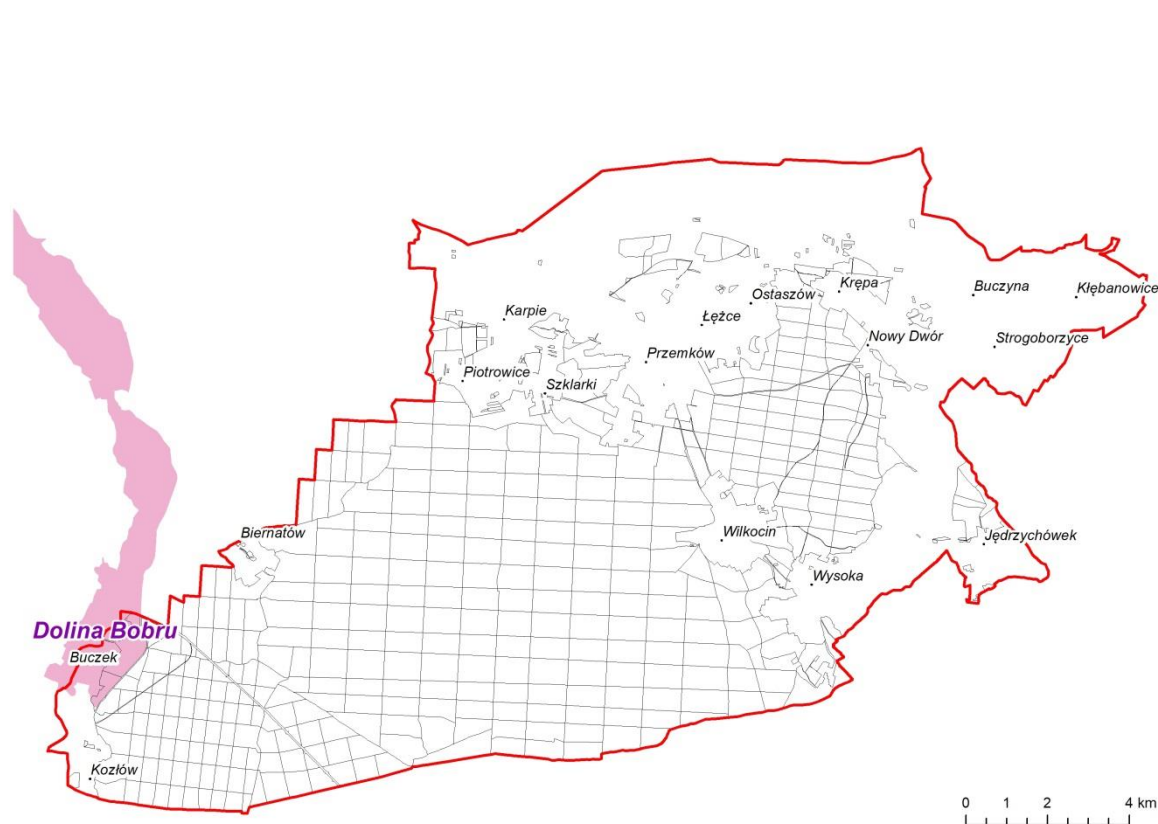 Krępa
Buczyna
Kłębanowice
Ostaszów
Karpie
Łężce
Nowy Dwór
Strogoborzyce
Przemków
Piotrowice
Szklarki
Biernatów
Wilkocin
Jędrzychówek
Wysoka
Dolina Bobru
Buczek
Kozłów
0 1 2 4 km